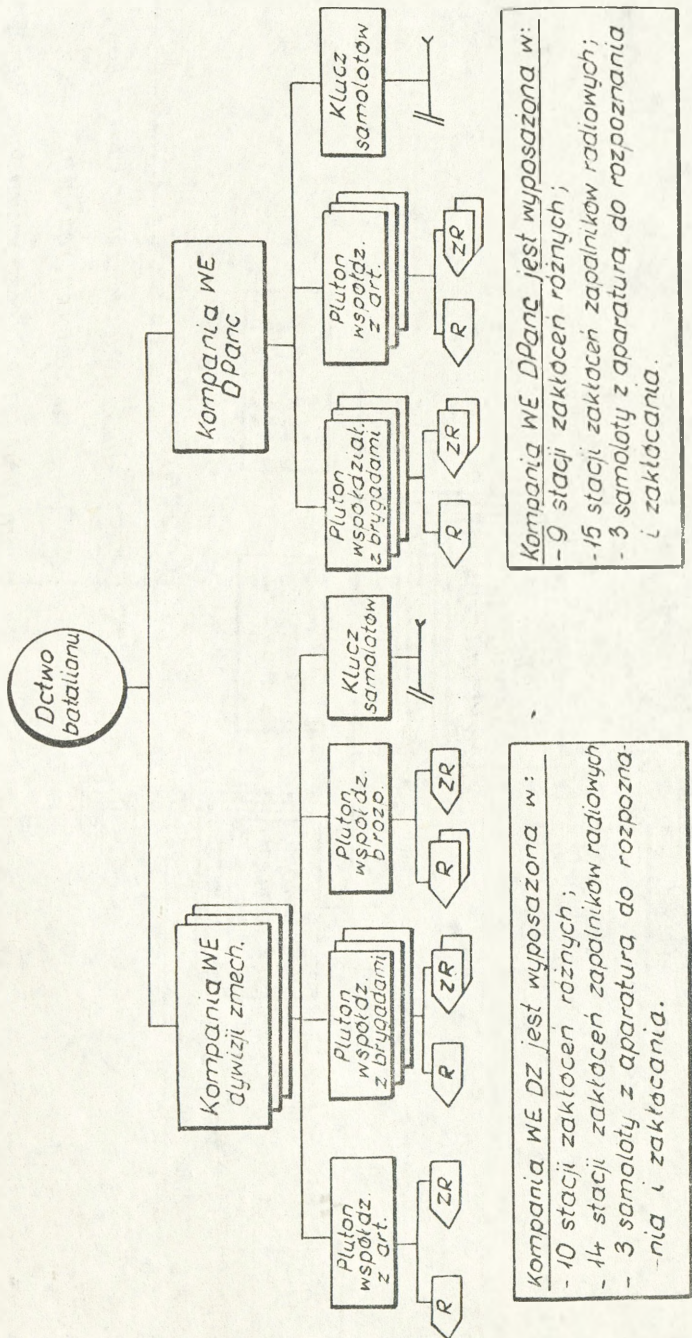 Dctwo
batalionu
Kompania WE
dywizji zmech.
Kompania WE
DPanc
Pluton
współdz.
z art.
Pluton
współdz.
z brygadami
Pluton
współdz.
brozp.
Klucz
samolotów
Pluton
współdział.
z brygadami
Pluton
współdz.
z art.
Klucz
samolotów
R
ZR
R
ZR
R
ZR
R
ZR
R
ZR
Kompania WE DZ jest wyposażona w:
- 10 stacji zakłóceń różnych;
- 14 stacji zakłóceń zapalników radiowych
- 3 samoloty z aparaturą do rozpozna-
-nia i zakłócania.
Kompania WE DPanc jest wyposażona w:
- 9 stacji zakłóceń różnych;
- 15 stacji zakłóceń zapalników radiowych;
- 3 samoloty z aparaturą do rozpoznania
i zakłócania.